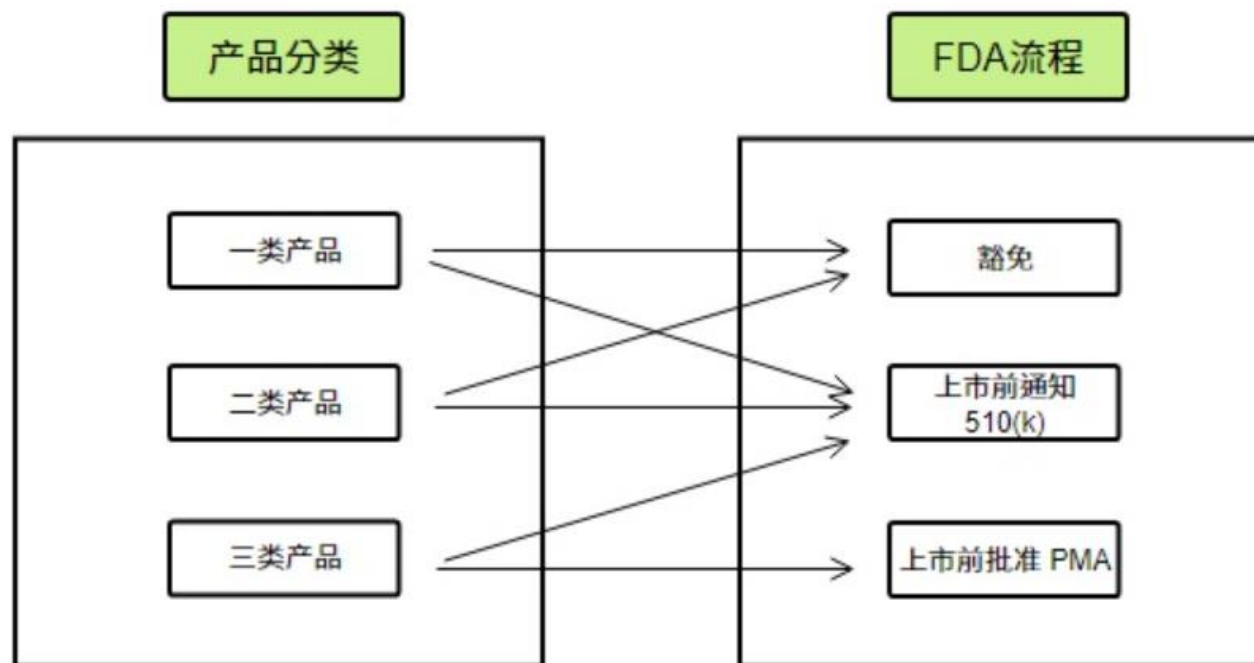 产品分类
FDA流程
一类产品
豁免
二类产品
上市前通知
510(k)
三类产品
上市前批准 PMA